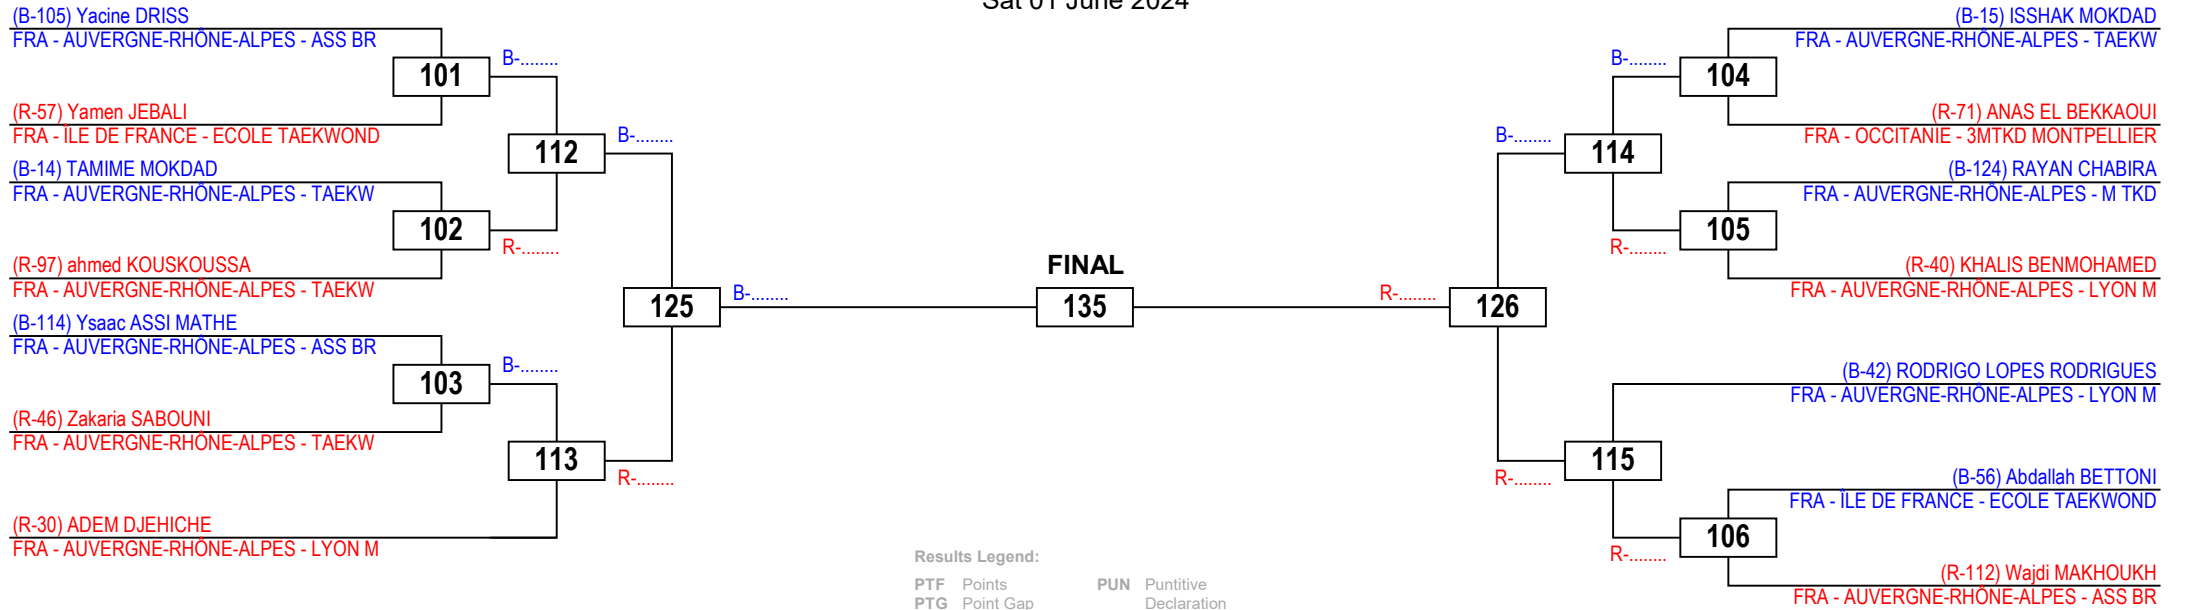 Sat 01 June 2024
(B-105) Yacine DRISS
FRA - AUVERGNE-RHÔNE-ALPES - ASS BR
101
B-........
(R-57) Yamen JEBALI
FRA - ÎLE DE FRANCE - ECOLE TAEKWOND
112
B-........
(B-14) TAMIME MOKDAD
FRA - AUVERGNE-RHÔNE-ALPES - TAEKW
102
R-........
(R-97) ahmed KOUSKOUSSA
FRA - AUVERGNE-RHÔNE-ALPES - TAEKW
125
B-........
(B-114) Ysaac ASSI MATHE
FRA - AUVERGNE-RHÔNE-ALPES - ASS BR
103
B-........
(R-46) Zakaria SABOUNI
FRA - AUVERGNE-RHÔNE-ALPES - TAEKW
113
R-........
(R-30) ADEM DJEHICHE
FRA - AUVERGNE-RHÔNE-ALPES - LYON M
FINAL
135
(B-15) ISSHAK MOKDAD
FRA - AUVERGNE-RHÔNE-ALPES - TAEKW
B-........
104
(R-71) ANAS EL BEKKAOUI
FRA - OCCITANIE - 3MTKD MONTPELLIER
B-........
114
(B-124) RAYAN CHABIRA
FRA - AUVERGNE-RHÔNE-ALPES - M TKD
R-........
105
(R-40) KHALIS BENMOHAMED
FRA - AUVERGNE-RHÔNE-ALPES - LYON M
R-........
126
(B-42) RODRIGO LOPES RODRIGUES
FRA - AUVERGNE-RHÔNE-ALPES - LYON M
R-........
115
(B-56) Abdallah BETTONI
FRA - ÎLE DE FRANCE - ECOLE TAEKWOND
R-........
106
(R-112) Wajdi MAKHOUKH
FRA - AUVERGNE-RHÔNE-ALPES - ASS BR
Results Legend:
PTF Points PUN Puntitive
PTG Point Gap Declaration